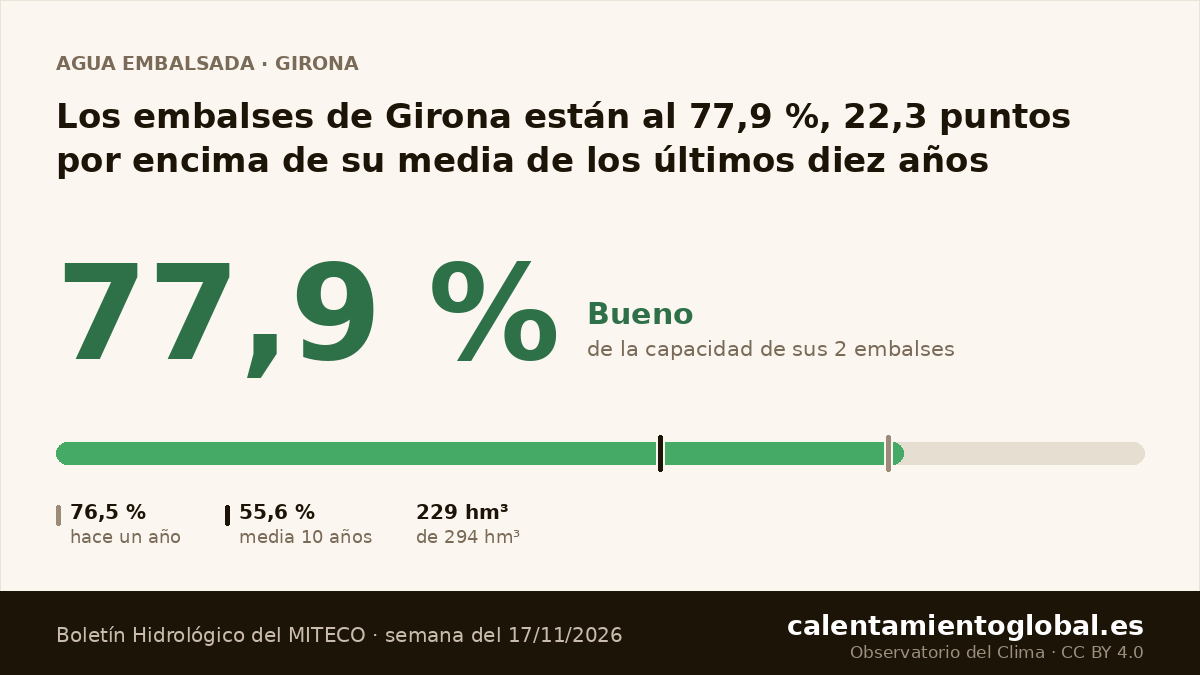 AGUA EMBALSADA · GIRONA
Los embalses de Girona están al 77,9 %, 22,3 puntos
por encima de su media de los últimos diez años
77,9 %
Bueno
de la capacidad de sus 2 embalses
76,5 %
hace un año
55,6 %
media 10 años
229 hm³
de 294 hm³
Boletín Hidrológico del MITECO · semana del 17/11/2026
calentamientoglobal.es
Observatorio del Clima · CC BY 4.0